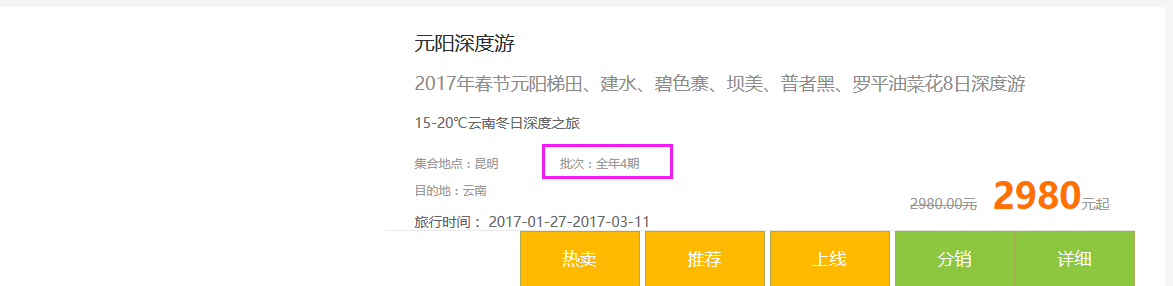 元阳深度游
2017年春节元阳梯田、建水、碧色寨、坝美、普者黑、罗平油菜花8日深度游
15-20℃云南冬日深度之旅
集合地点：昆明 批次：全年4期
目的地：云南
2980.00元 2980元起
旅行时间： 2017-01-27-2017-03-11
热卖 推荐 上线 分销 详细